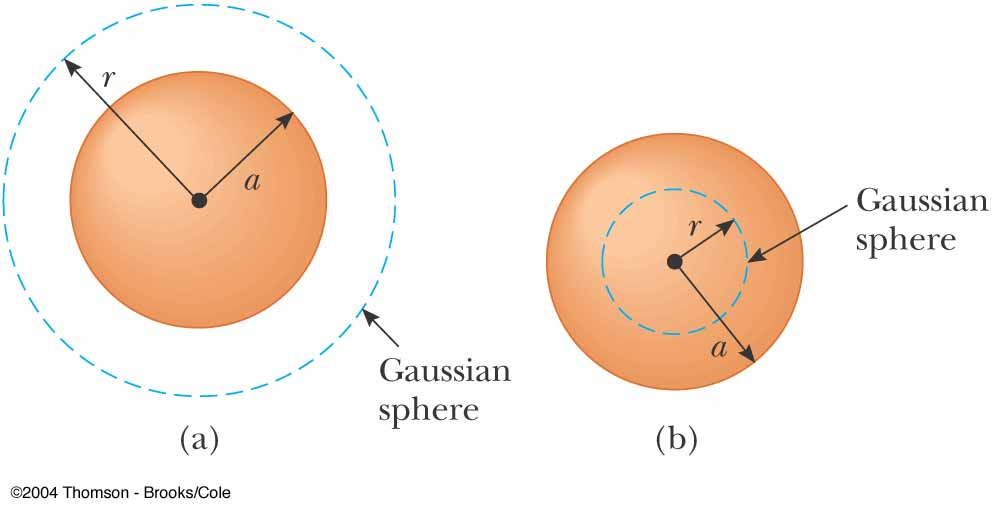 r
a
Gaussian
sphere
(a)
r
a
Gaussian
sphere
(b)
©2004 Thomson - Brooks/Cole